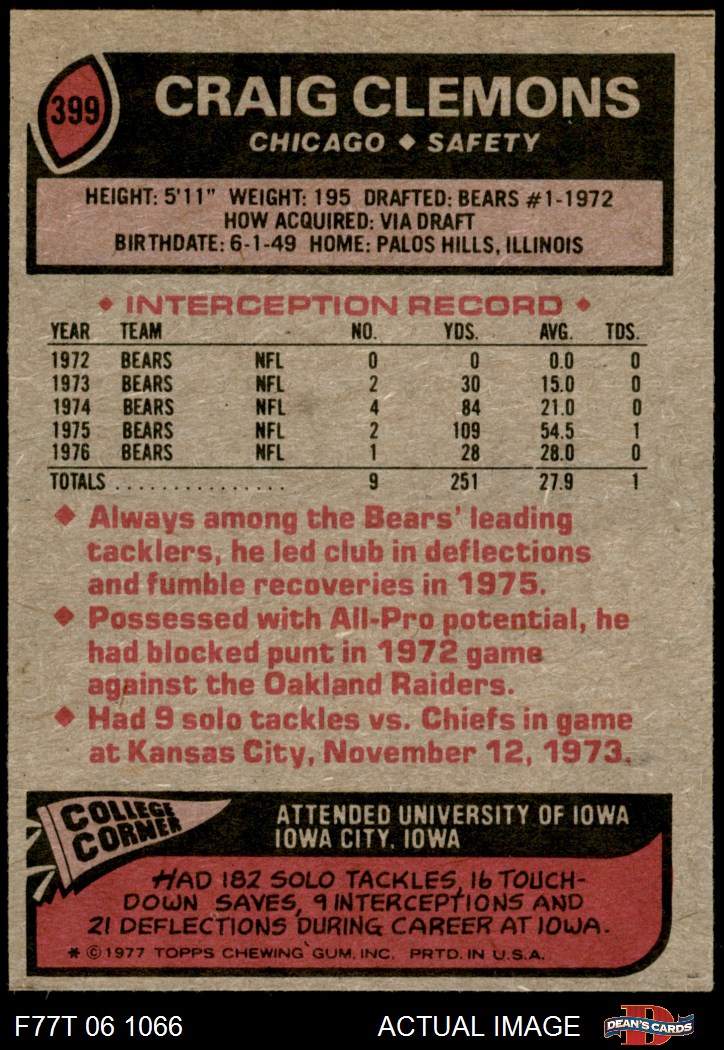 399
CRAIG CLEMONS
CHICAGO ◆ SAFETY
HEIGHT: 5'11" WEIGHT: 195 DRAFTED: BEARS #1-1972
HOW ACQUIRED: VIA DRAFT
BIRTHDATE: 6-1-49 HOME: PALOS HILLS, ILLINOIS
◆ INTERCEPTION RECORD ◆
YEAR TEAM NO. YDS. AVG. TDS.
1972 BEARS NFL 0 0 0.0 0
1973 BEARS NFL 2 30 15.0 0
1974 BEARS NFL 4 84 21.0 0
1975 BEARS NFL 2 109 54.5 1
1976 BEARS NFL 1 28 28.0 0
TOTALS ............... 9 251 27.9 1
◆ Always among the Bears' leading
tacklers, he led club in deflections
and fumble recoveries in 1975.
◆ Possessed with All-Pro potential, he
had blocked punt in 1972 game
against the Oakland Raiders.
◆ Had 9 solo tackles vs. Chiefs in game
at Kansas City, November 12, 1973.
COLLEGE
CORNER
ATTENDED UNIVERSITY OF IOWA
IOWA CITY, IOWA
HAD 182 SOLO TACKLES, 16 TOUCH-
DOWN SAVES, 9 INTERCEPTIONS AND
21 DEFLECTIONS DURING CAREER AT IOWA.
* © 1977 TOPPS CHEWING GUM, INC. PRTD. IN U.S.A.
F77T 06 1066 ACTUAL IMAGE
D
DEAN'S CARDS